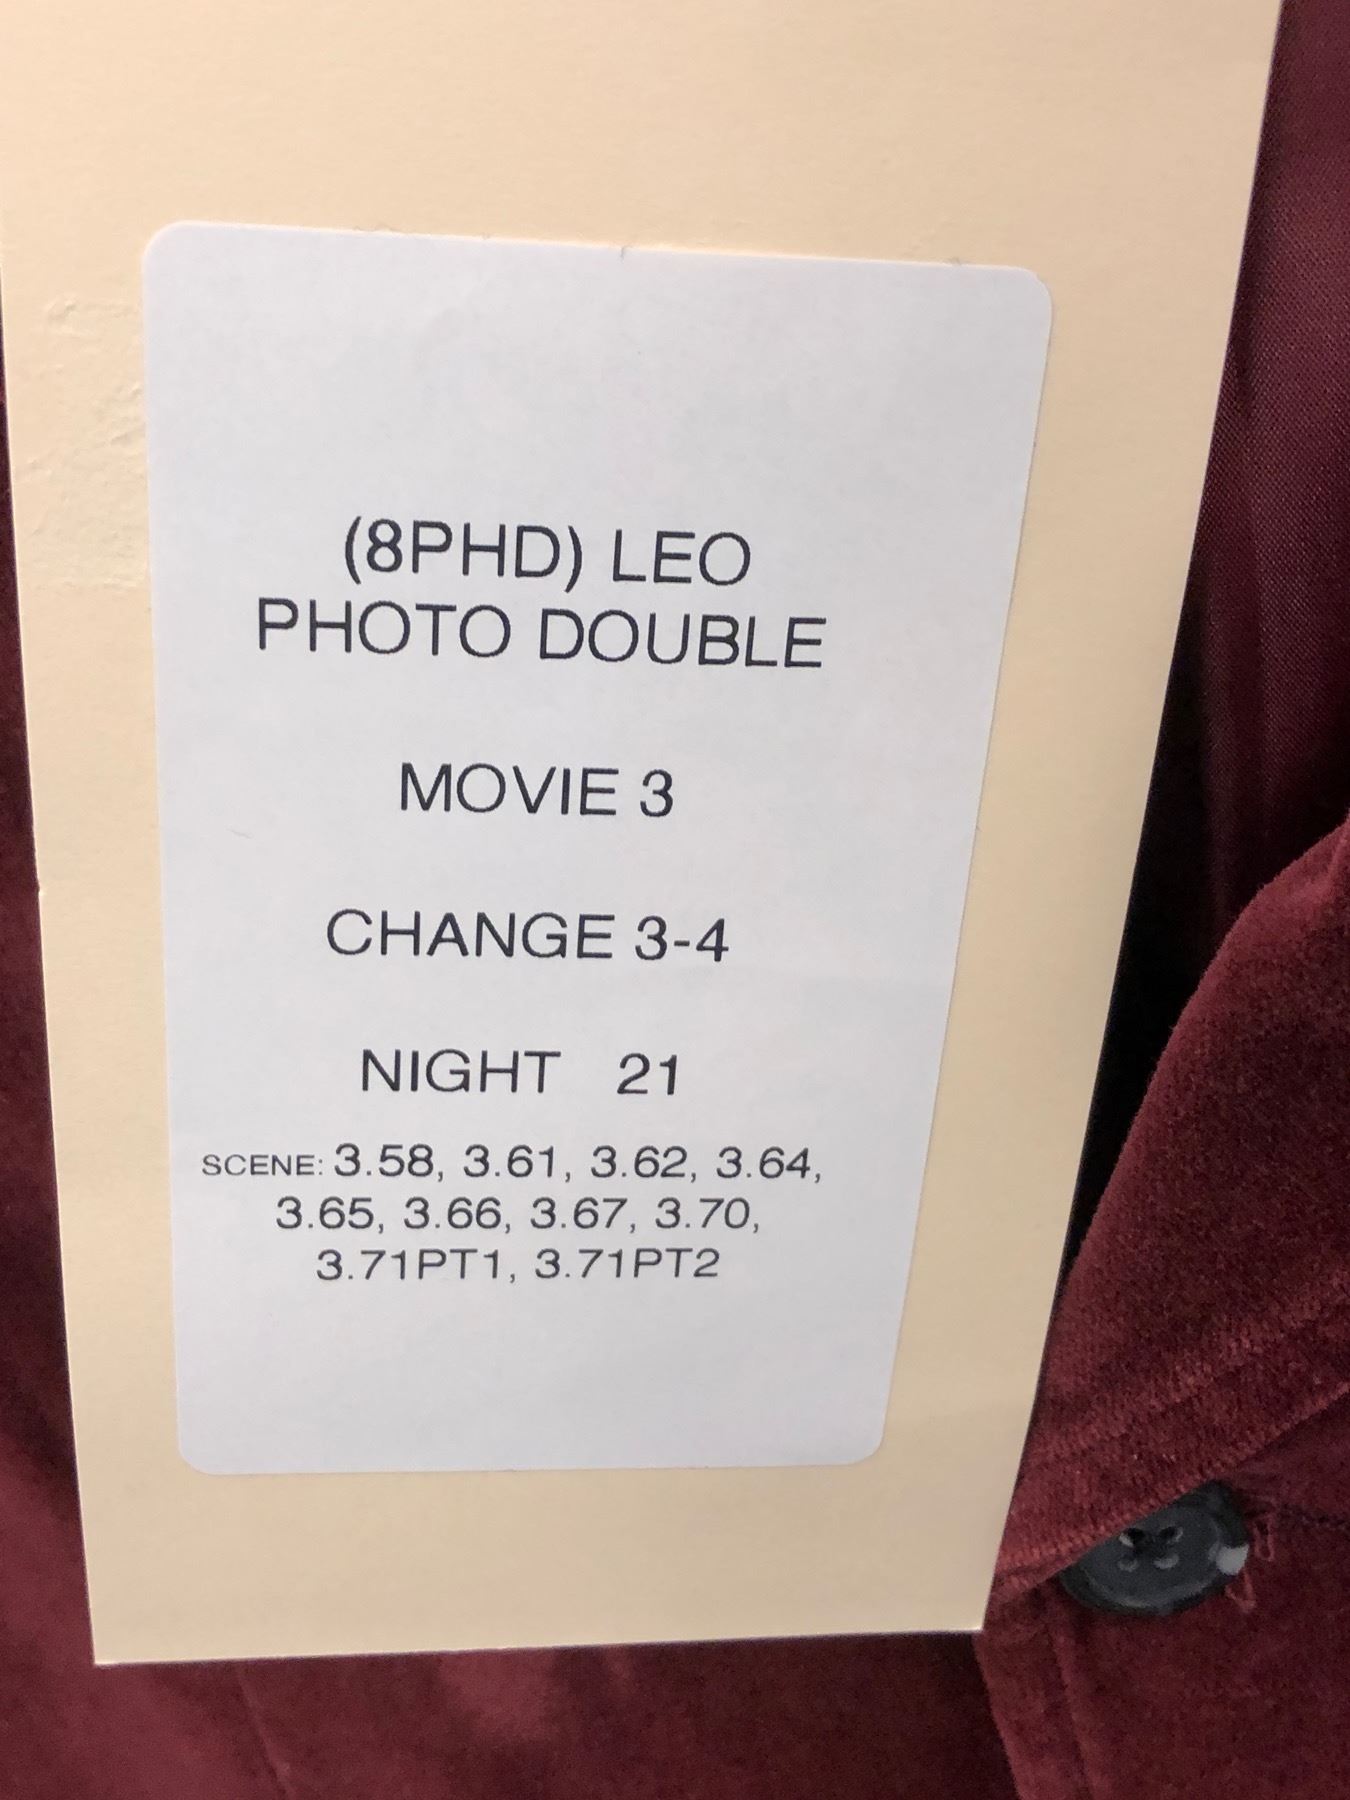 (8PHD) LEO
PHOTO DOUBLE
MOVIE 3
CHANGE 3-4
NIGHT 21
SCENE: 3.58, 3.61, 3.62, 3.64,
3.65, 3.66, 3.67, 3.70,
3.71PT1, 3.71PT2